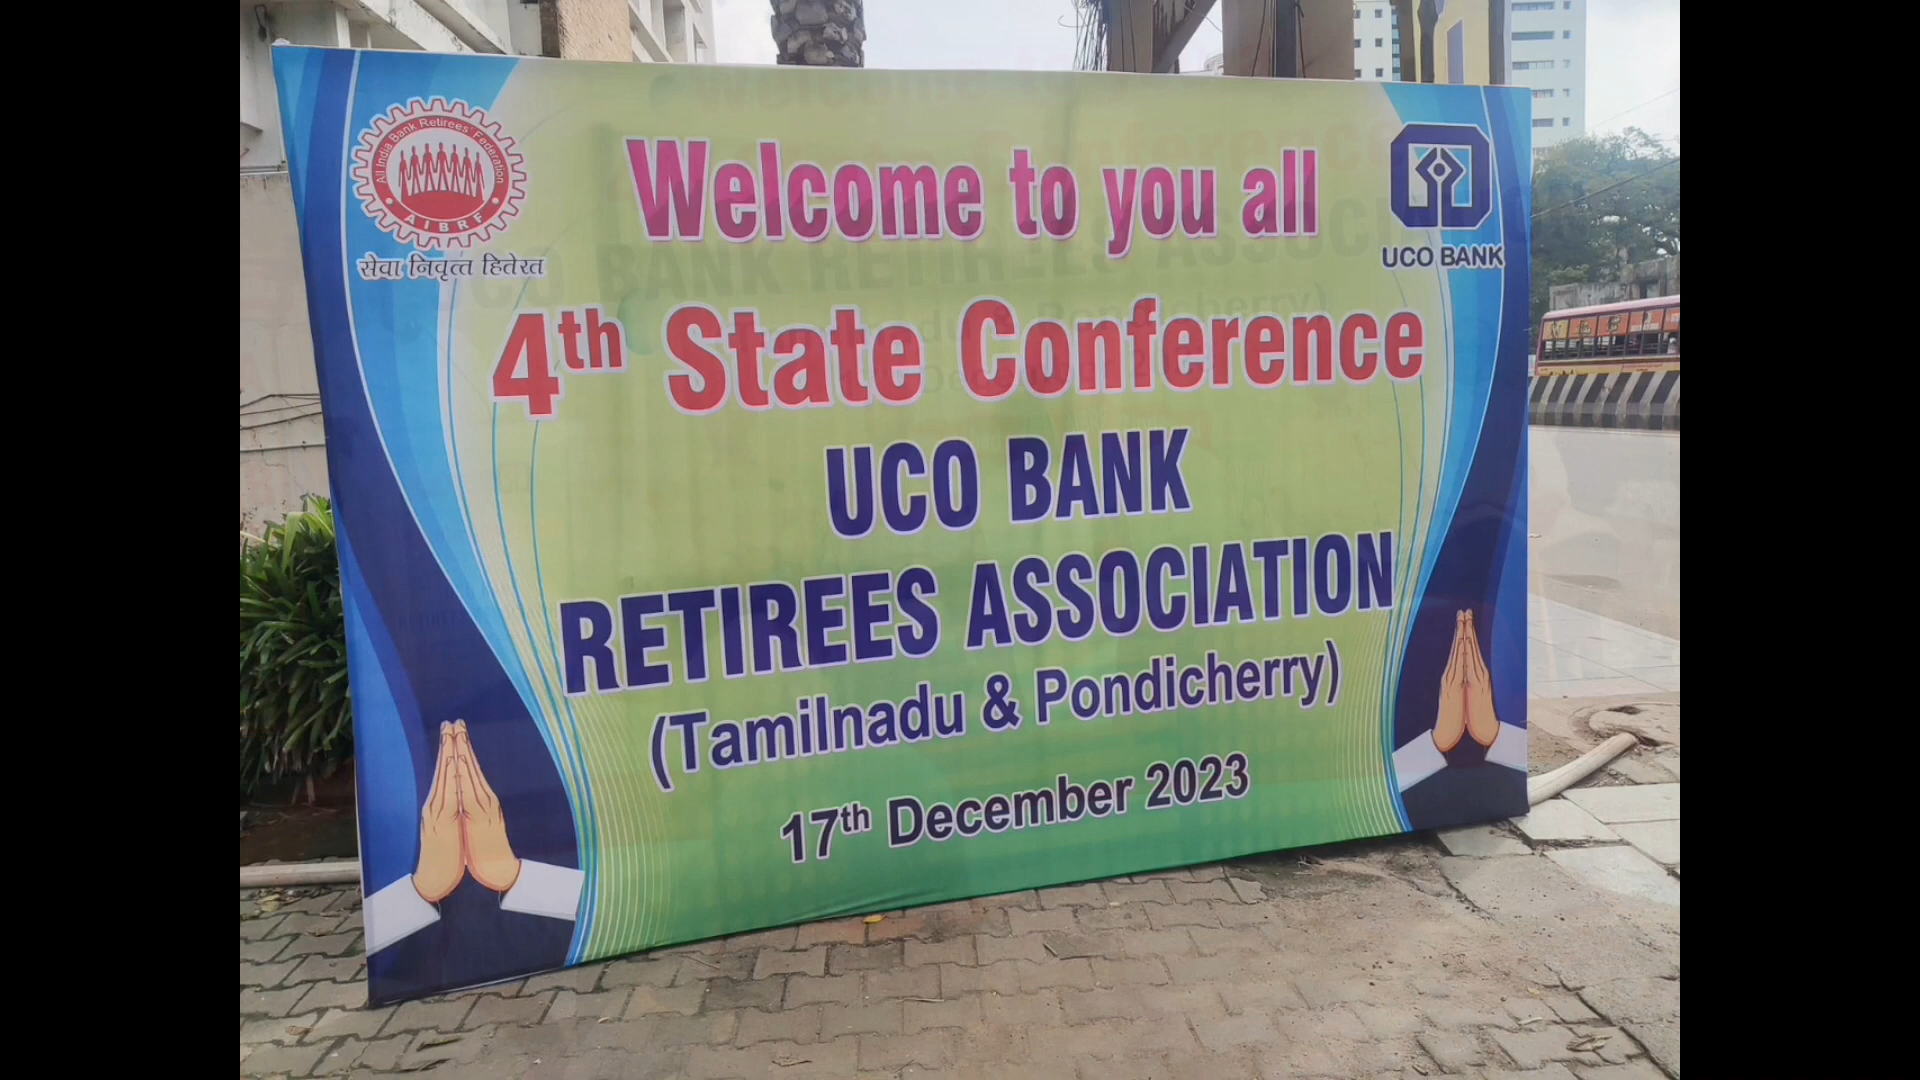 All India Bank Retirees' Federation
AIBRF
सेवा निवृत्त हितेरत
UCO BANK
Welcome to you all
4th State Conference
UCO BANK
RETIREES ASSOCIATION
(Tamilnadu & Pondicherry)
17th December 2023